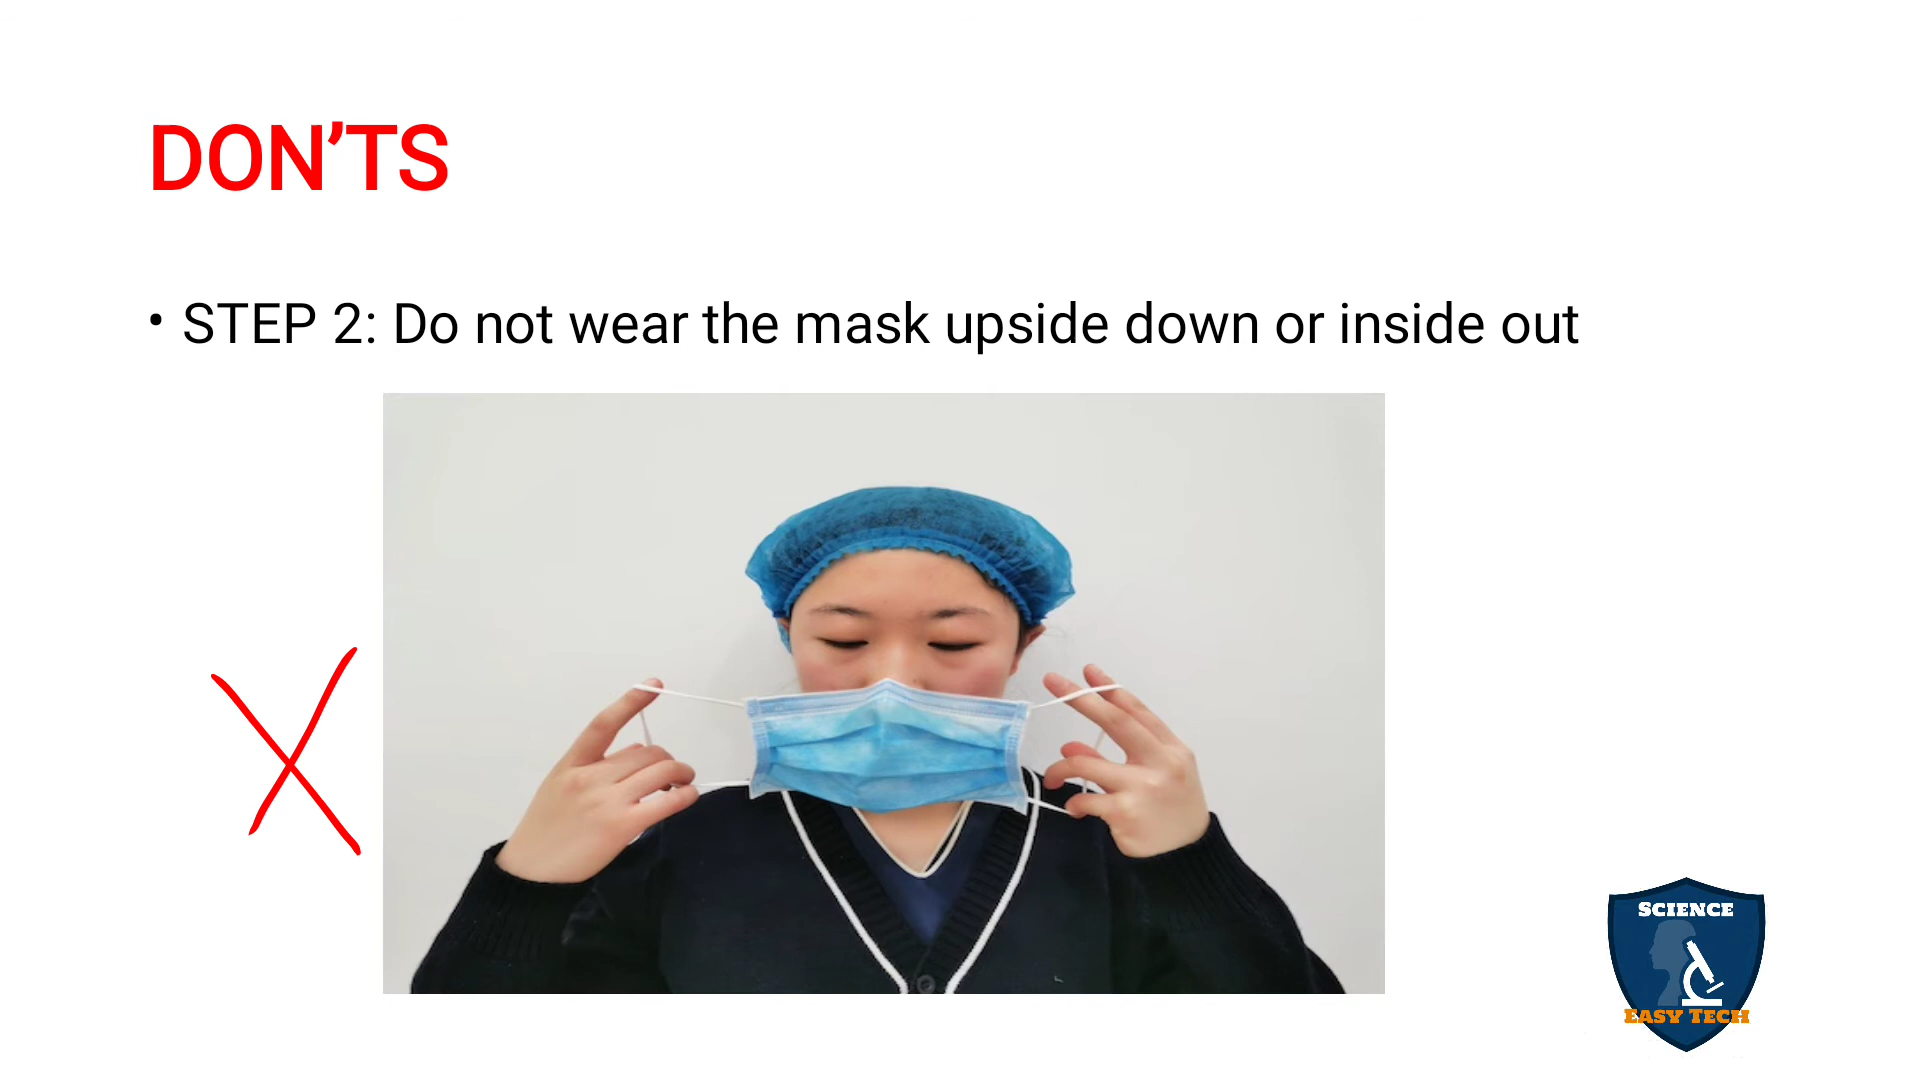 DON’TS
• STEP 2: Do not wear the mask upside down or inside out
SCIENCE
EASY TECH